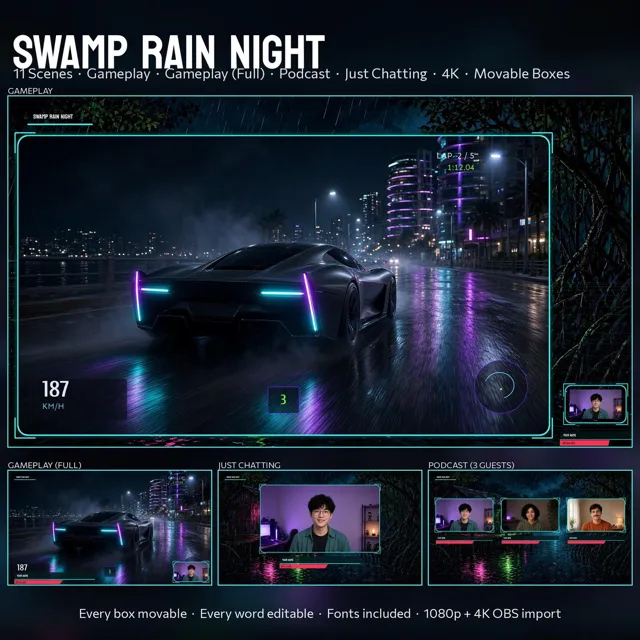 SWAMP RAIN NIGHT
11 Scenes · Gameplay · Gameplay (Full) · Podcast · Just Chatting · 4K · Movable Boxes
GAMEPLAY
SWAMP RAIN NIGHT
LAP 2 / 5
1:12.04
187
KM/H
3
YOUR NAME
GAMEPLAY (FULL)
JUST CHATTING
PODCAST (3 GUESTS)
187
Every box movable · Every word editable · Fonts included · 1080p + 4K OBS import